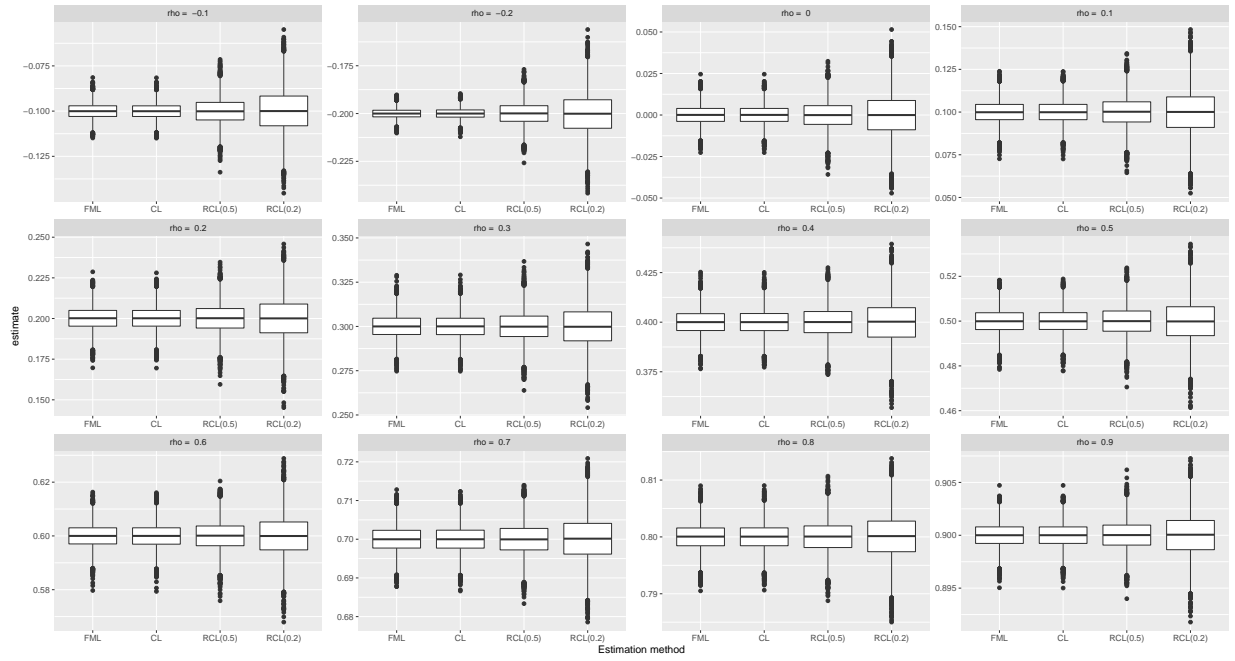 rho = −0.1
rho = −0.2
rho = 0
rho = 0.1
−0.075
−0.100
−0.125
−0.175
−0.200
−0.225
0.050
0.025
0.000
−0.025
−0.050
0.150
0.125
0.100
0.075
0.050
FML CL RCL(0.5) RCL(0.2)
FML CL RCL(0.5) RCL(0.2)
FML CL RCL(0.5) RCL(0.2)
FML CL RCL(0.5) RCL(0.2)
rho = 0.2
rho = 0.3
rho = 0.4
rho = 0.5
estimate
0.250
0.225
0.200
0.175
0.150
0.350
0.325
0.300
0.275
0.250
0.425
0.400
0.375
0.52
0.50
0.48
0.46
FML CL RCL(0.5) RCL(0.2)
FML CL RCL(0.5) RCL(0.2)
FML CL RCL(0.5) RCL(0.2)
FML CL RCL(0.5) RCL(0.2)
rho = 0.6
rho = 0.7
rho = 0.8
rho = 0.9
0.62
0.60
0.58
0.72
0.71
0.70
0.69
0.68
0.81
0.80
0.79
0.905
0.900
0.895
FML CL RCL(0.5) RCL(0.2)
FML CL RCL(0.5) RCL(0.2)
FML CL RCL(0.5) RCL(0.2)
FML CL RCL(0.5) RCL(0.2)
Estimation method